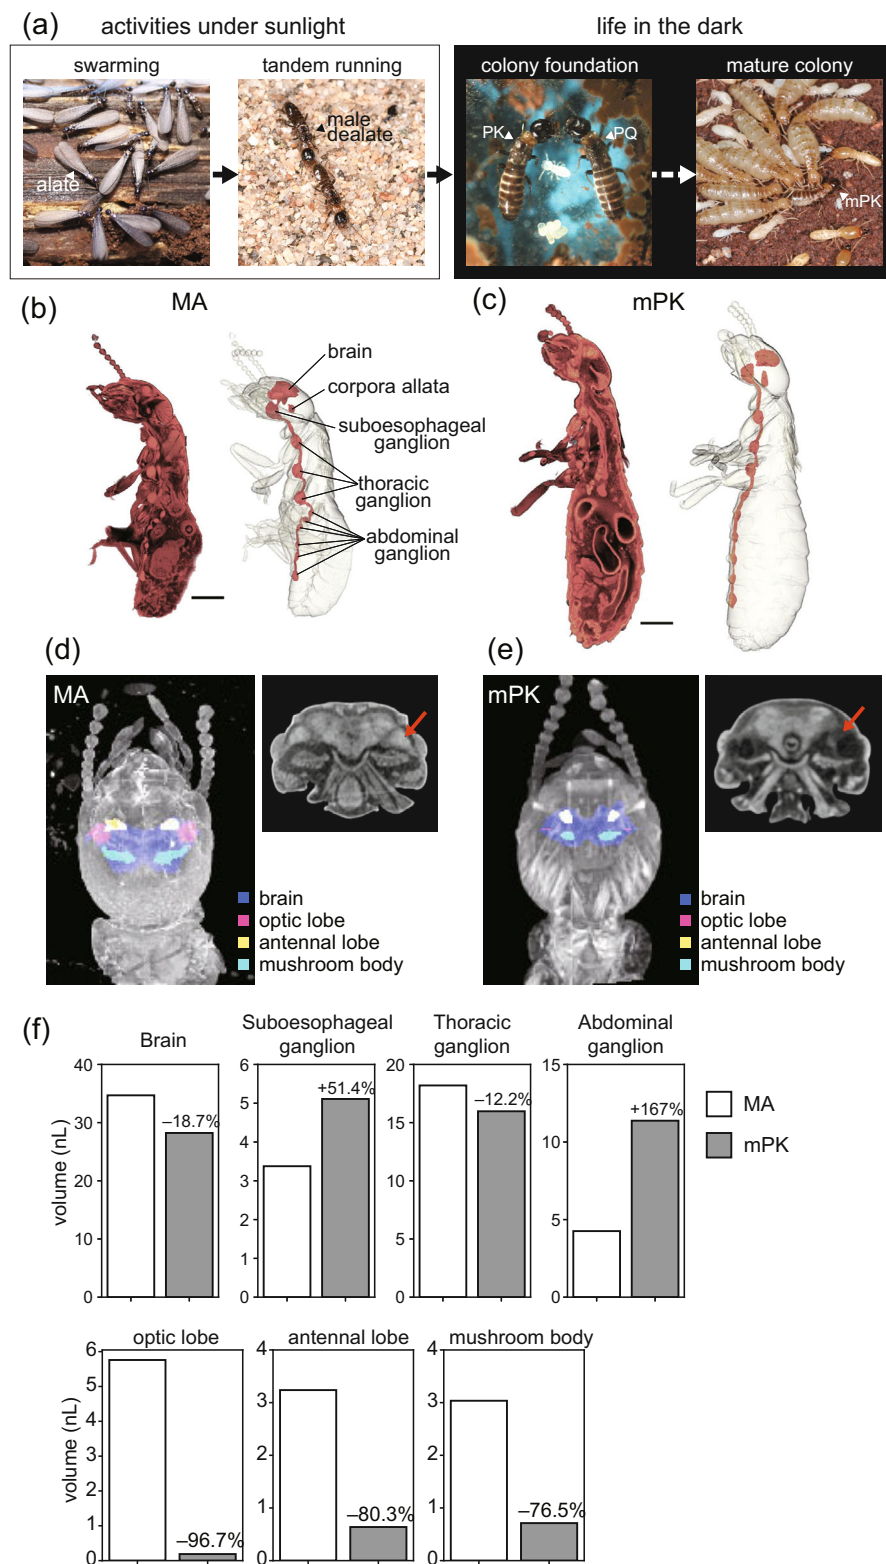 (a)
activities under sunlight
life in the dark
swarming
tandem running
colony foundation
mature colony
alate
male
dealate
PK
PQ
mPK
(b)
MA
(c)
mPK
brain
corpora allata
suboesophageal
ganglion
thoracic
ganglion
abdominal
ganglion
(d)
MA
brain
optic lobe
antennal lobe
mushroom body
(e)
mPK
brain
optic lobe
antennal lobe
mushroom body
(f)
Brain
volume (nL)
40
30
20
10
0
–18.7%
Suboesophageal
ganglion
6
5
4
3
2
1
0
+51.4%
Thoracic
ganglion
20
15
10
5
0
–12.2%
Abdominal
ganglion
15
10
5
0
+167%
MA
mPK
optic lobe
volume (nL)
6
5
4
3
2
1
0
–96.7%
antennal lobe
4
3
2
1
0
–80.3%
mushroom body
4
3
2
1
0
–76.5%